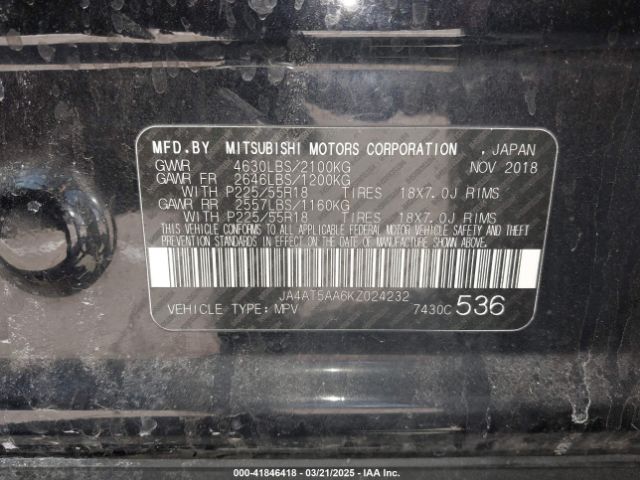 MFD.BY MITSUBISHI MOTORS CORPORATION , JAPAN
GVWR 4630LBS/2100KG NOV 2018
GAWR FR 2646LBS/1200KG
WITH P225/55R18 TIRES 18X7.0J RIMS
GAWR RR 2557LBS/1160KG
WITH P225/55R18 TIRES 18X7.0J RIMS
THIS VEHICLE CONFORMS TO ALL APPLICABLE FEDERAL MOTOR VEHICLE SAFETY AND THEFT
PREVENTION STANDARDS IN EFFECT ON THE DATE OF MANUFACTURE SHOWN ABOVE.
JA4AT5AA6KZ024232
VEHICLE TYPE: MPV 7430C 536
000-41846418 - 03/21/2025 - IAA Inc.